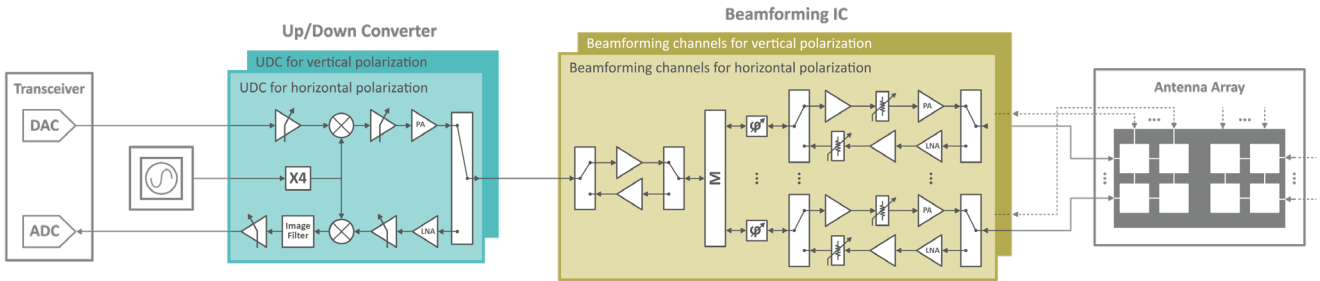 Up/Down Converter
Beamforming IC
UDC for vertical polarization
UDC for horizontal polarization
Beamforming channels for vertical polarization
Beamforming channels for horizontal polarization
Transceiver
Antenna Array
DAC
PA
X4
ADC
Image
Filter
LNA
M
φ
PA
LNA
φ
PA
LNA